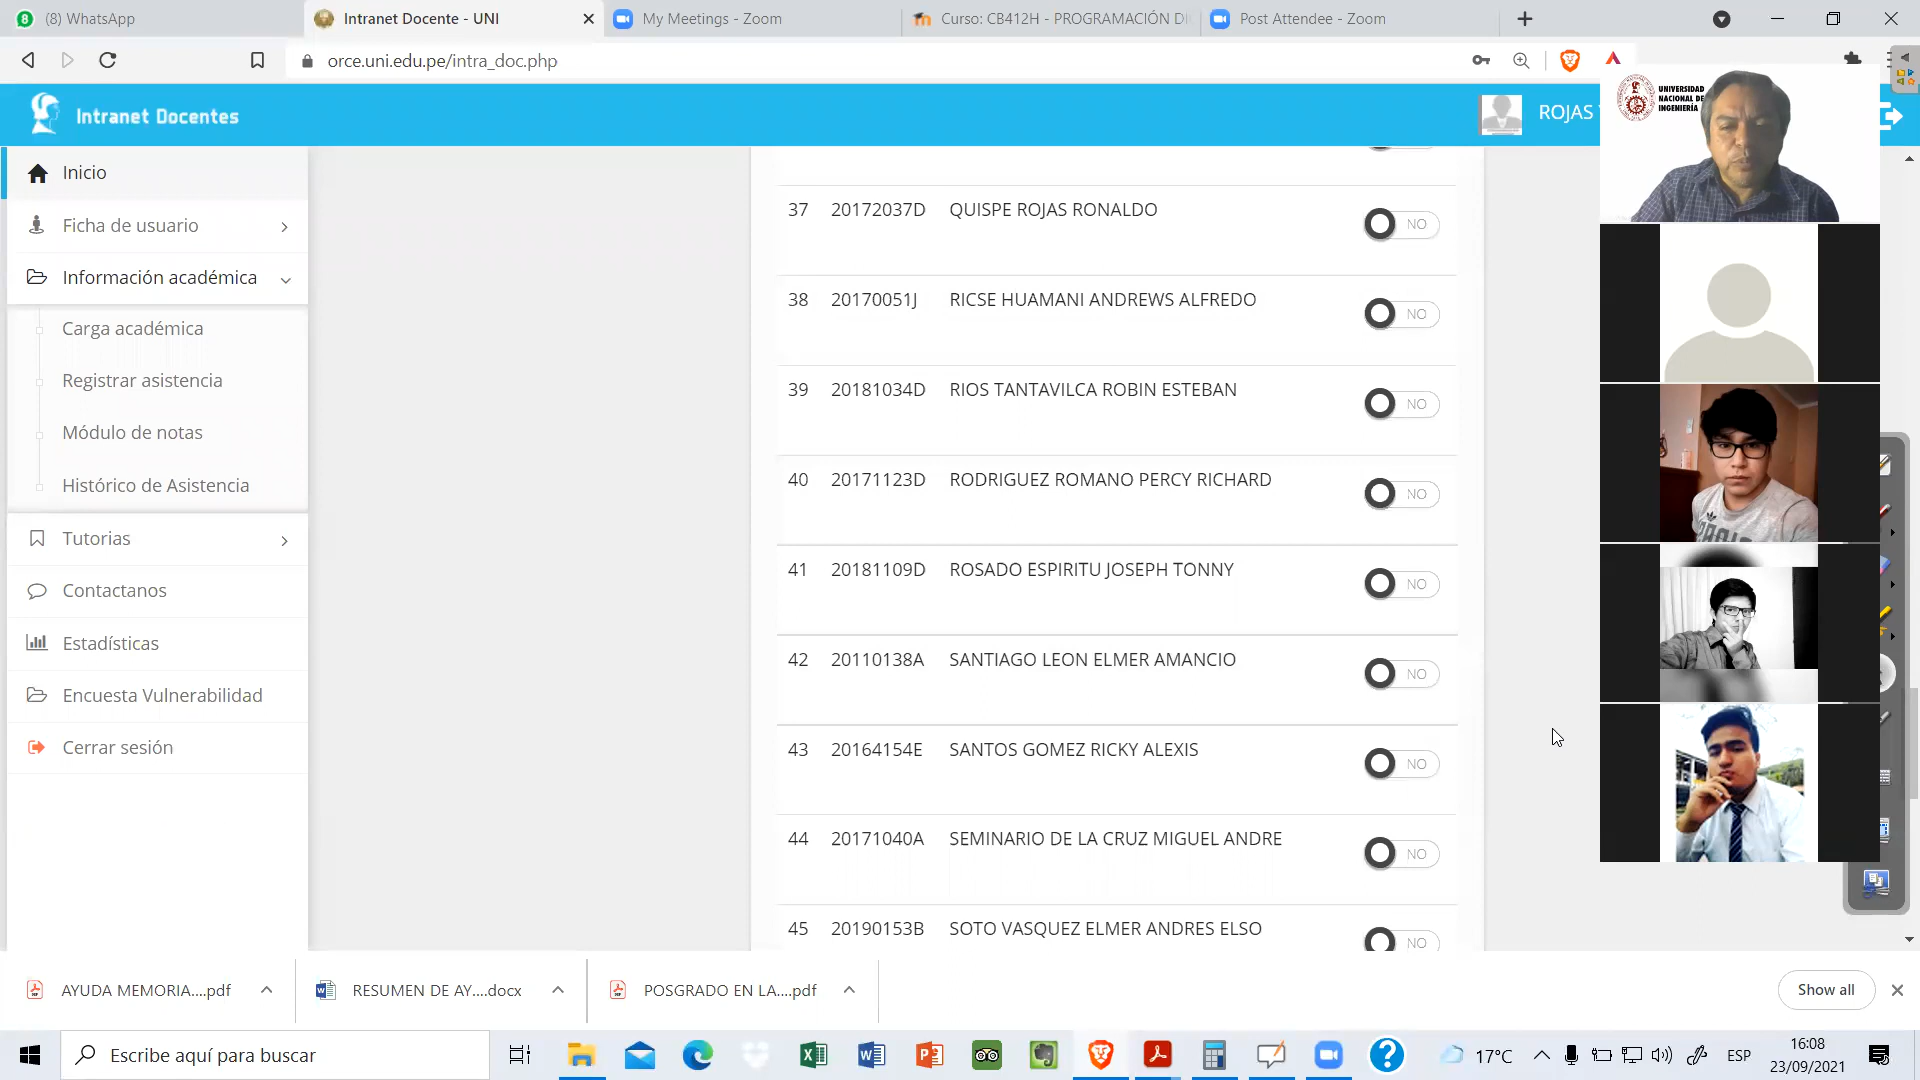 (8) WhatsApp
Intranet Docente - UNI
My Meetings - Zoom
Curso: CB412H - PROGRAMACIÓN D
Post Attendee - Zoom
orce.uni.edu.pe/intra_doc.php
Intranet Docentes
ROJAS
UNIVERSIDAD
NACIONAL DE
INGENIERÍA
Inicio
Ficha de usuario
Información académica
Carga académica
Registrar asistencia
Módulo de notas
Histórico de Asistencia
Tutorias
Contactanos
Estadísticas
Encuesta Vulnerabilidad
Cerrar sesión
37 20172037D QUISPE ROJAS RONALDO NO
38 20170051J RICSE HUAMANI ANDREWS ALFREDO NO
39 20181034D RIOS TANTAVILCA ROBIN ESTEBAN NO
40 20171123D RODRIGUEZ ROMANO PERCY RICHARD NO
41 20181109D ROSADO ESPIRITU JOSEPH TONNY NO
42 20110138A SANTIAGO LEON ELMER AMANCIO NO
43 20164154E SANTOS GOMEZ RICKY ALEXIS NO
44 20171040A SEMINARIO DE LA CRUZ MIGUEL ANDRE NO
45 20190153B SOTO VASQUEZ ELMER ANDRES ELSO NO
AYUDA MEMORIA....pdf
RESUMEN DE AY....docx
POSGRADO EN LA....pdf
Show all
Escribe aquí para buscar
17°C
ESP
16:08
23/09/2021